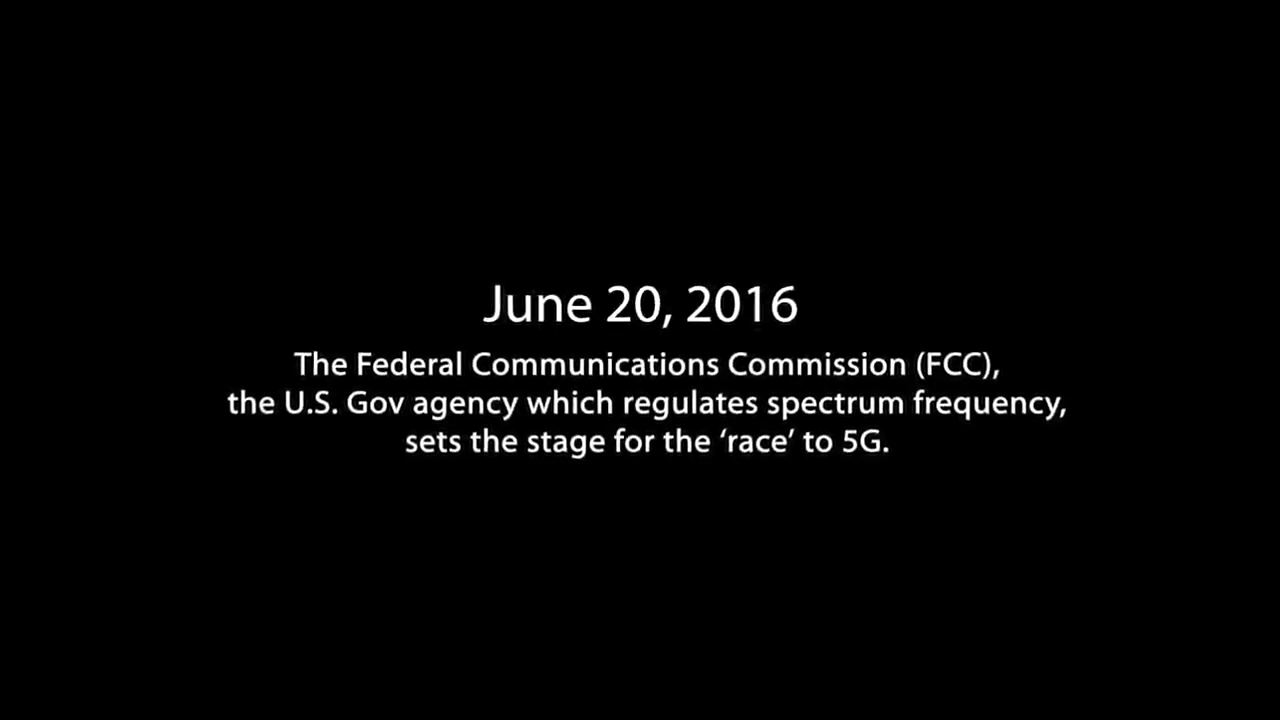 June 20, 2016
The Federal Communications Commission (FCC),
the U.S. Gov agency which regulates spectrum frequency,
sets the stage for the ‘race’ to 5G.